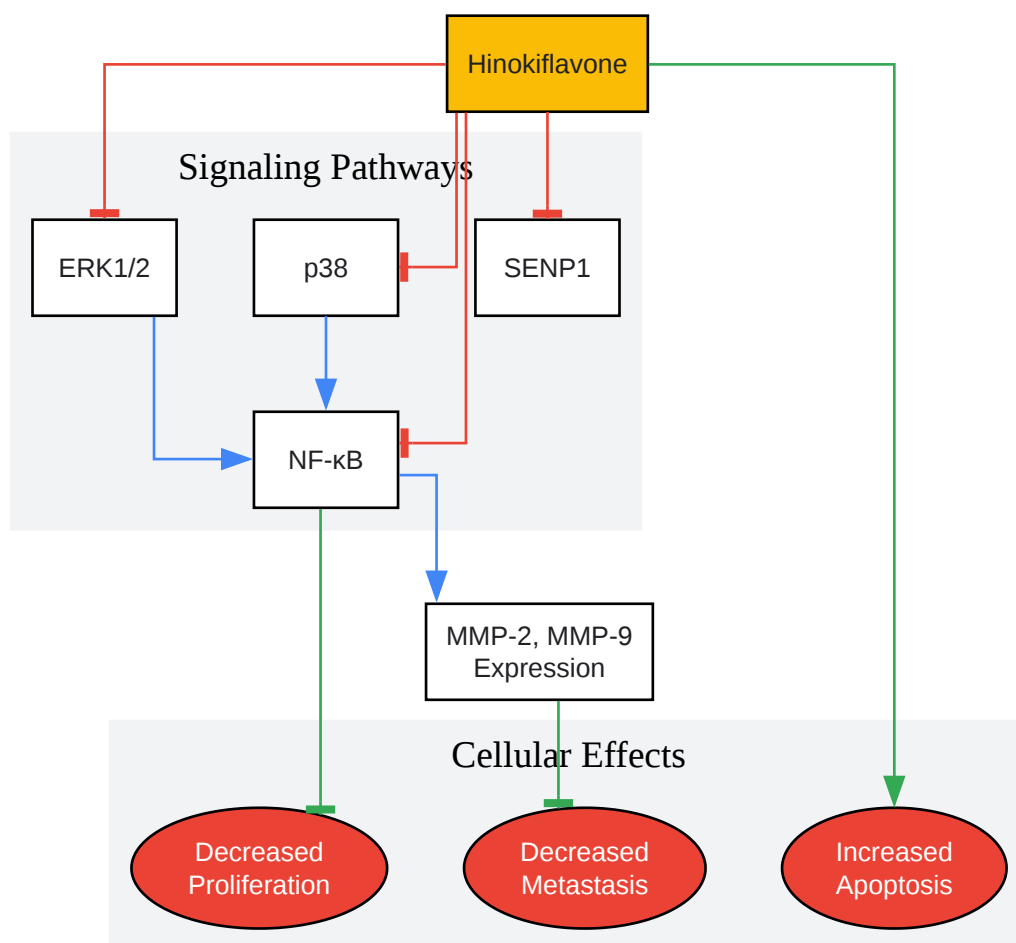 Hinokiflavone
Signaling Pathways
ERK1/2
p38
SENP1
NF-κB
MMP-2, MMP-9
Expression
Cellular Effects
Decreased
Proliferation
Decreased
Metastasis
Increased
Apoptosis